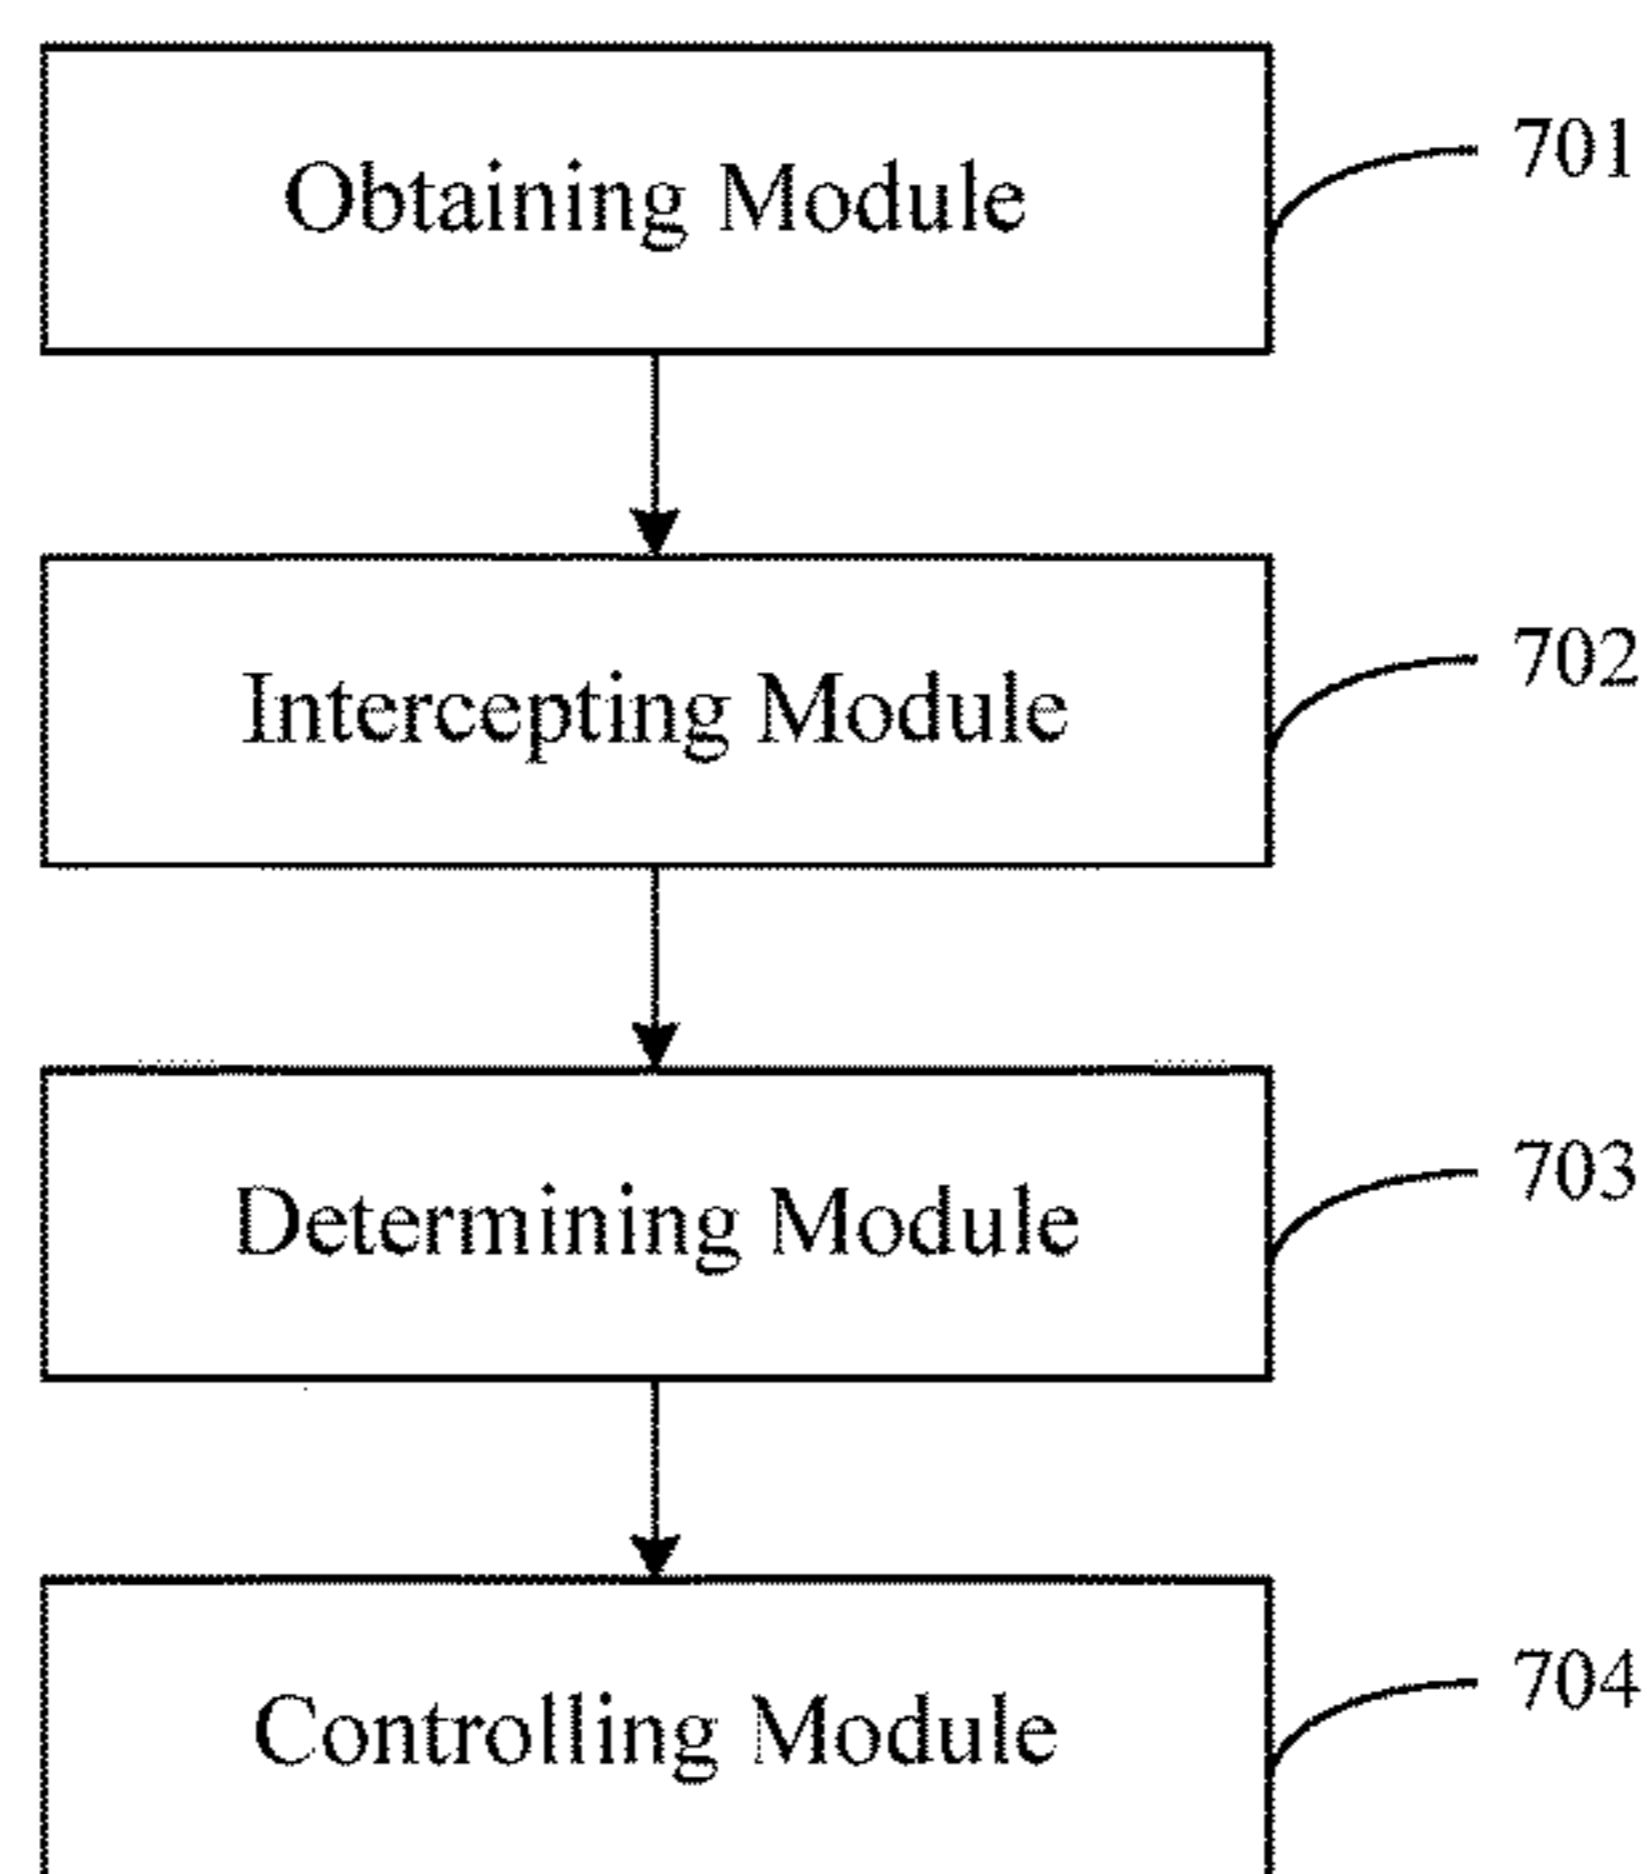 Obtaining Module
701
Intercepting Module
702
Determining Module
703
Controlling Module
704